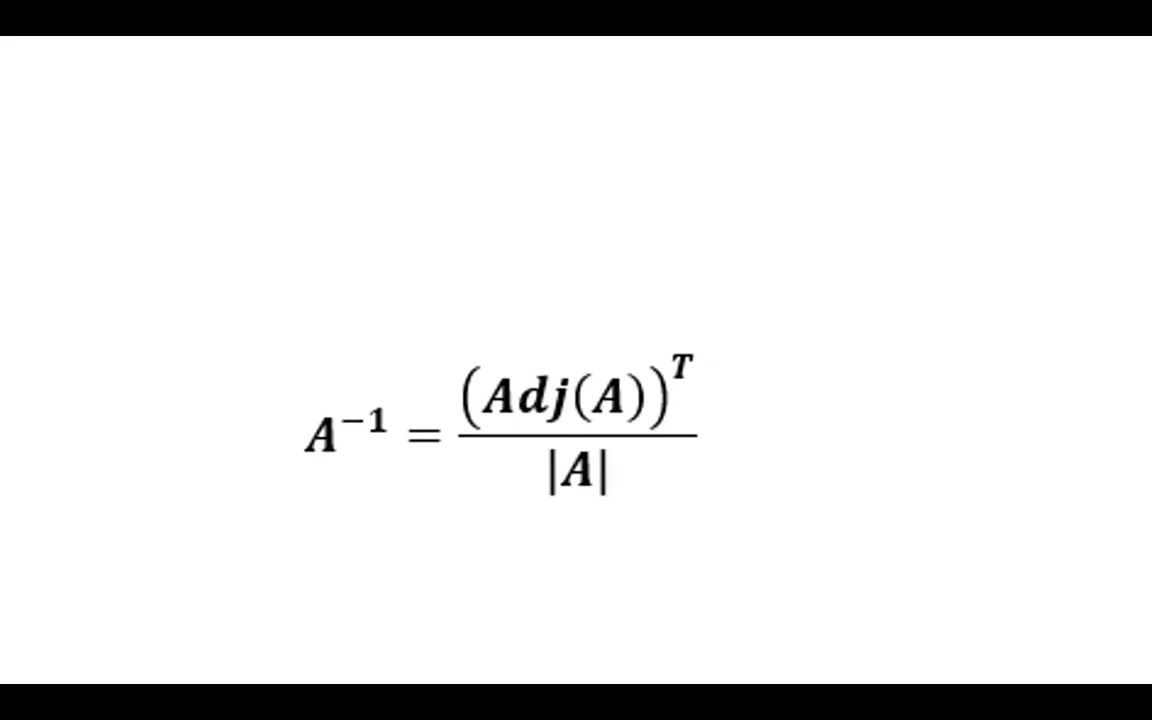 A⁻¹ = (Adj(A))ᵀ / |A|